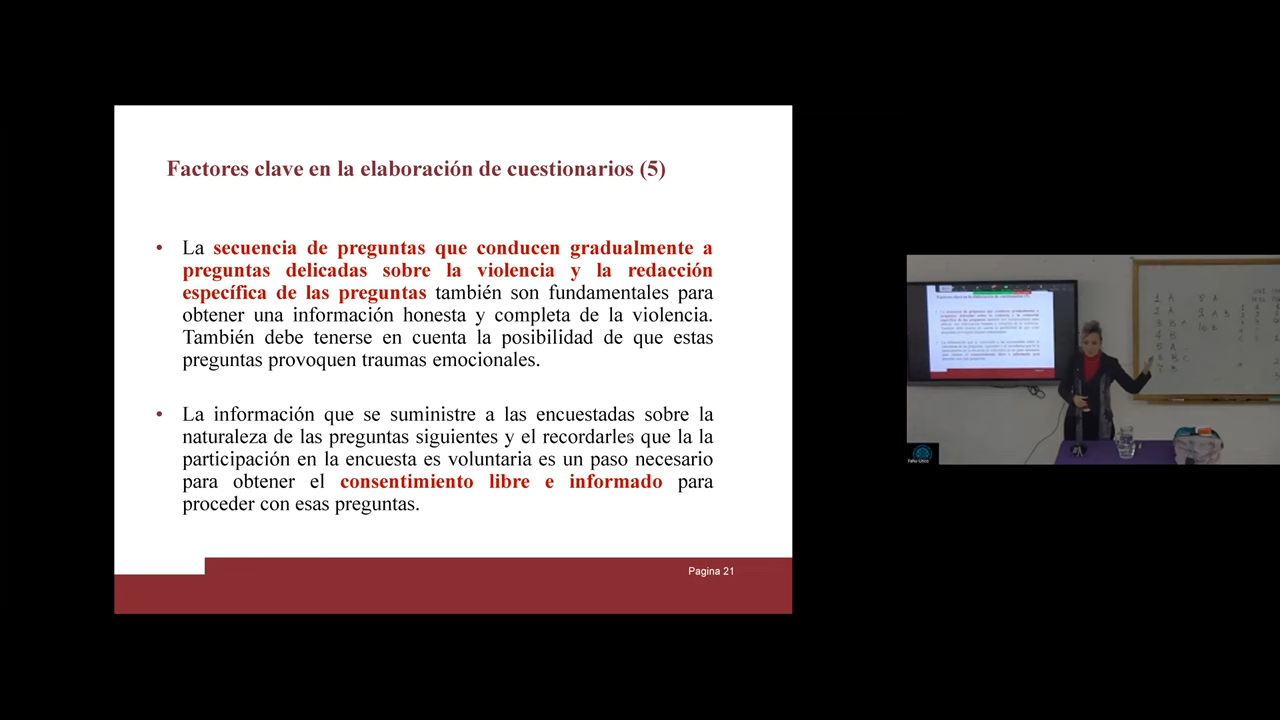 Factores clave en la elaboración de cuestionarios (5)
• La secuencia de preguntas que conducen gradualmente a
preguntas delicadas sobre la violencia y la redacción
específica de las preguntas también son fundamentales para
obtener una información honesta y completa de la violencia.
También debe tenerse en cuenta la posibilidad de que estas
preguntas provoquen traumas emocionales.
• La información que se suministre a las encuestadas sobre la
naturaleza de las preguntas siguientes y el recordarles que la la
participación en la encuesta es voluntaria es un paso necesario
para obtener el consentimiento libre e informado para
proceder con esas preguntas.
Pagina 21